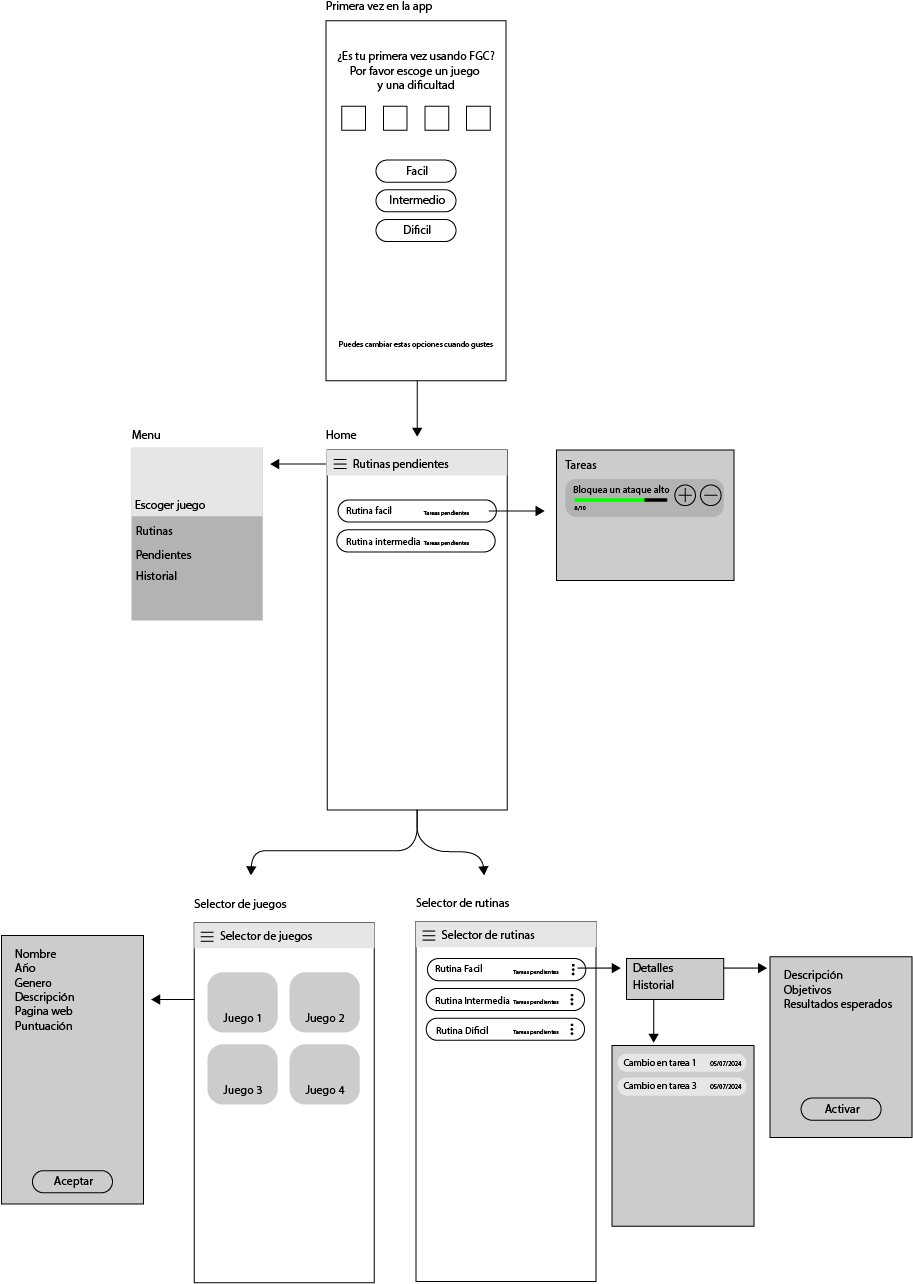 Primera vez en la app
¿Es tu primera vez usando FGC?
Por favor escoge un juego
y una dificultad
Facil
Intermedio
Dificil
Puedes cambiar estas opciones cuando gustes
Menu
Escoger juego
Rutinas
Pendientes
Historial
Home
Rutinas pendientes
Rutina facil Tareas pendientes
Rutina intermedia Tareas pendientes
Tareas
Bloquea un ataque alto
8/10
Nombre
Año
Genero
Descripción
Pagina web
Puntuación
Aceptar
Selector de juegos
Selector de juegos
Juego 1
Juego 2
Juego 3
Juego 4
Selector de rutinas
Selector de rutinas
Rutina Facil Tareas pendientes
Rutina Intermedia Tareas pendientes
Rutina Dificil Tareas pendientes
Detalles
Historial
Cambio en tarea 1 05/07/2024
Cambio en tarea 3 05/07/2024
Descripción
Objetivos
Resultados esperados
Activar